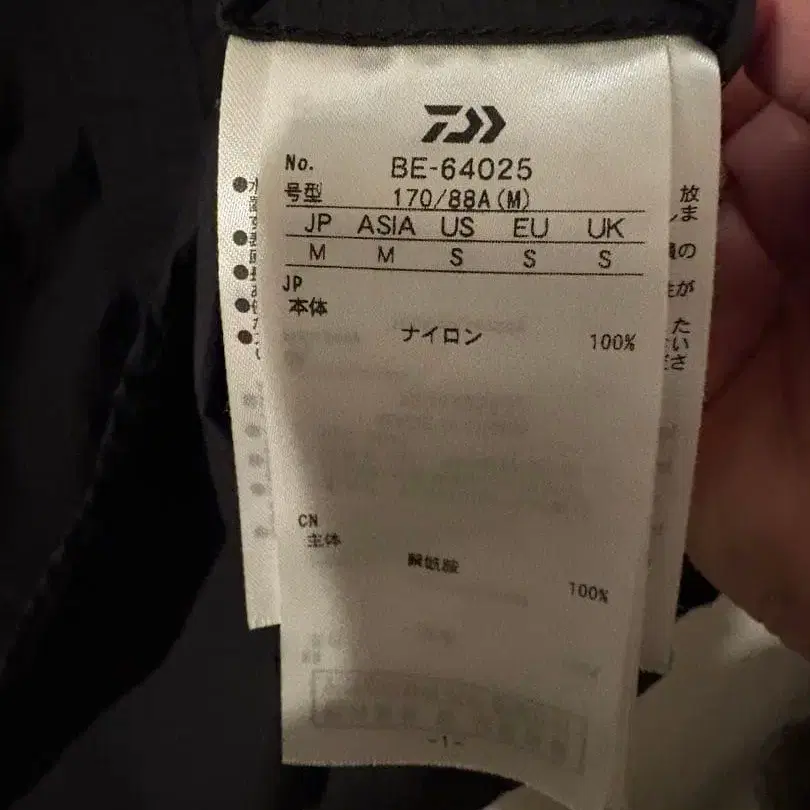 No. BE-64025
号型 170/88A(M)
JP ASIA US EU UK
M M S S S
JP
本体
ナイロン 100%
CN
主体
100%
-1-